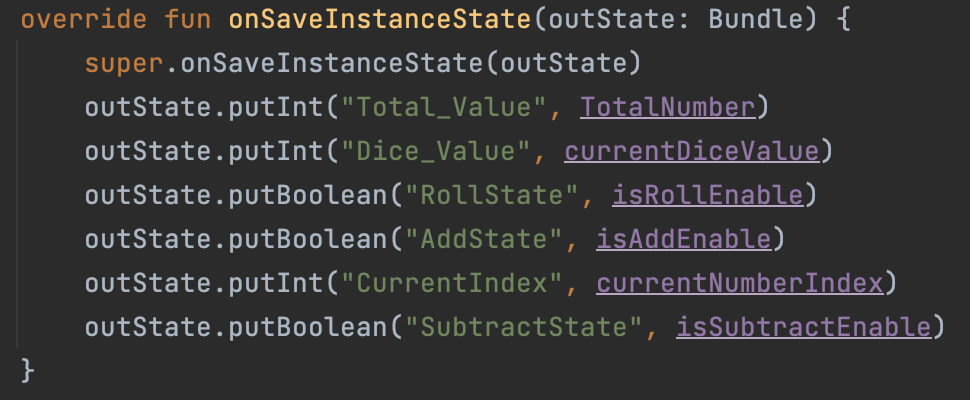 override fun onSaveInstanceState(outState: Bundle) {
    super.onSaveInstanceState(outState)
    outState.putInt("Total_Value", TotalNumber)
    outState.putInt("Dice_Value", currentDiceValue)
    outState.putBoolean("RollState", isRollEnable)
    outState.putBoolean("AddState", isAddEnable)
    outState.putInt("CurrentIndex", currentNumberIndex)
    outState.putBoolean("SubtractState", isSubtractEnable)
}